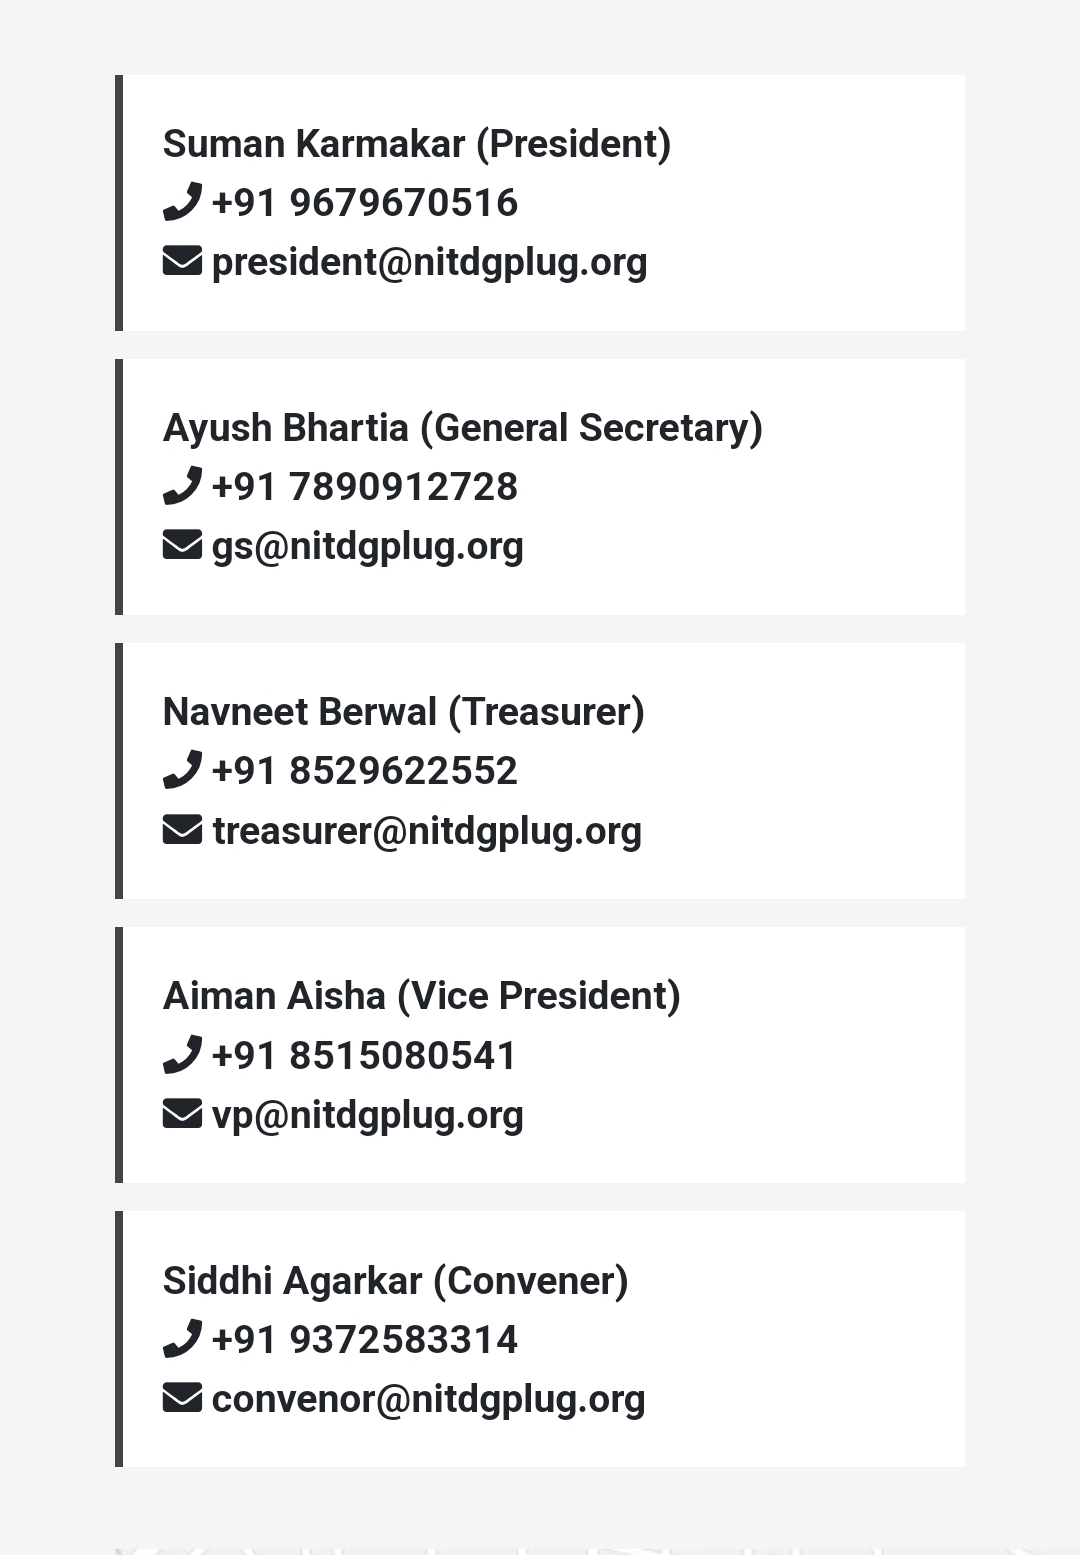 Suman Karmakar (President)
+91 9679670516
president@nitdgplug.org
Ayush Bhartia (General Secretary)
+91 7890912728
gs@nitdgplug.org
Navneet Berwal (Treasurer)
+91 8529622552
treasurer@nitdgplug.org
Aiman Aisha (Vice President)
+91 8515080541
vp@nitdgplug.org
Siddhi Agarkar (Convener)
+91 9372583314
convenor@nitdgplug.org